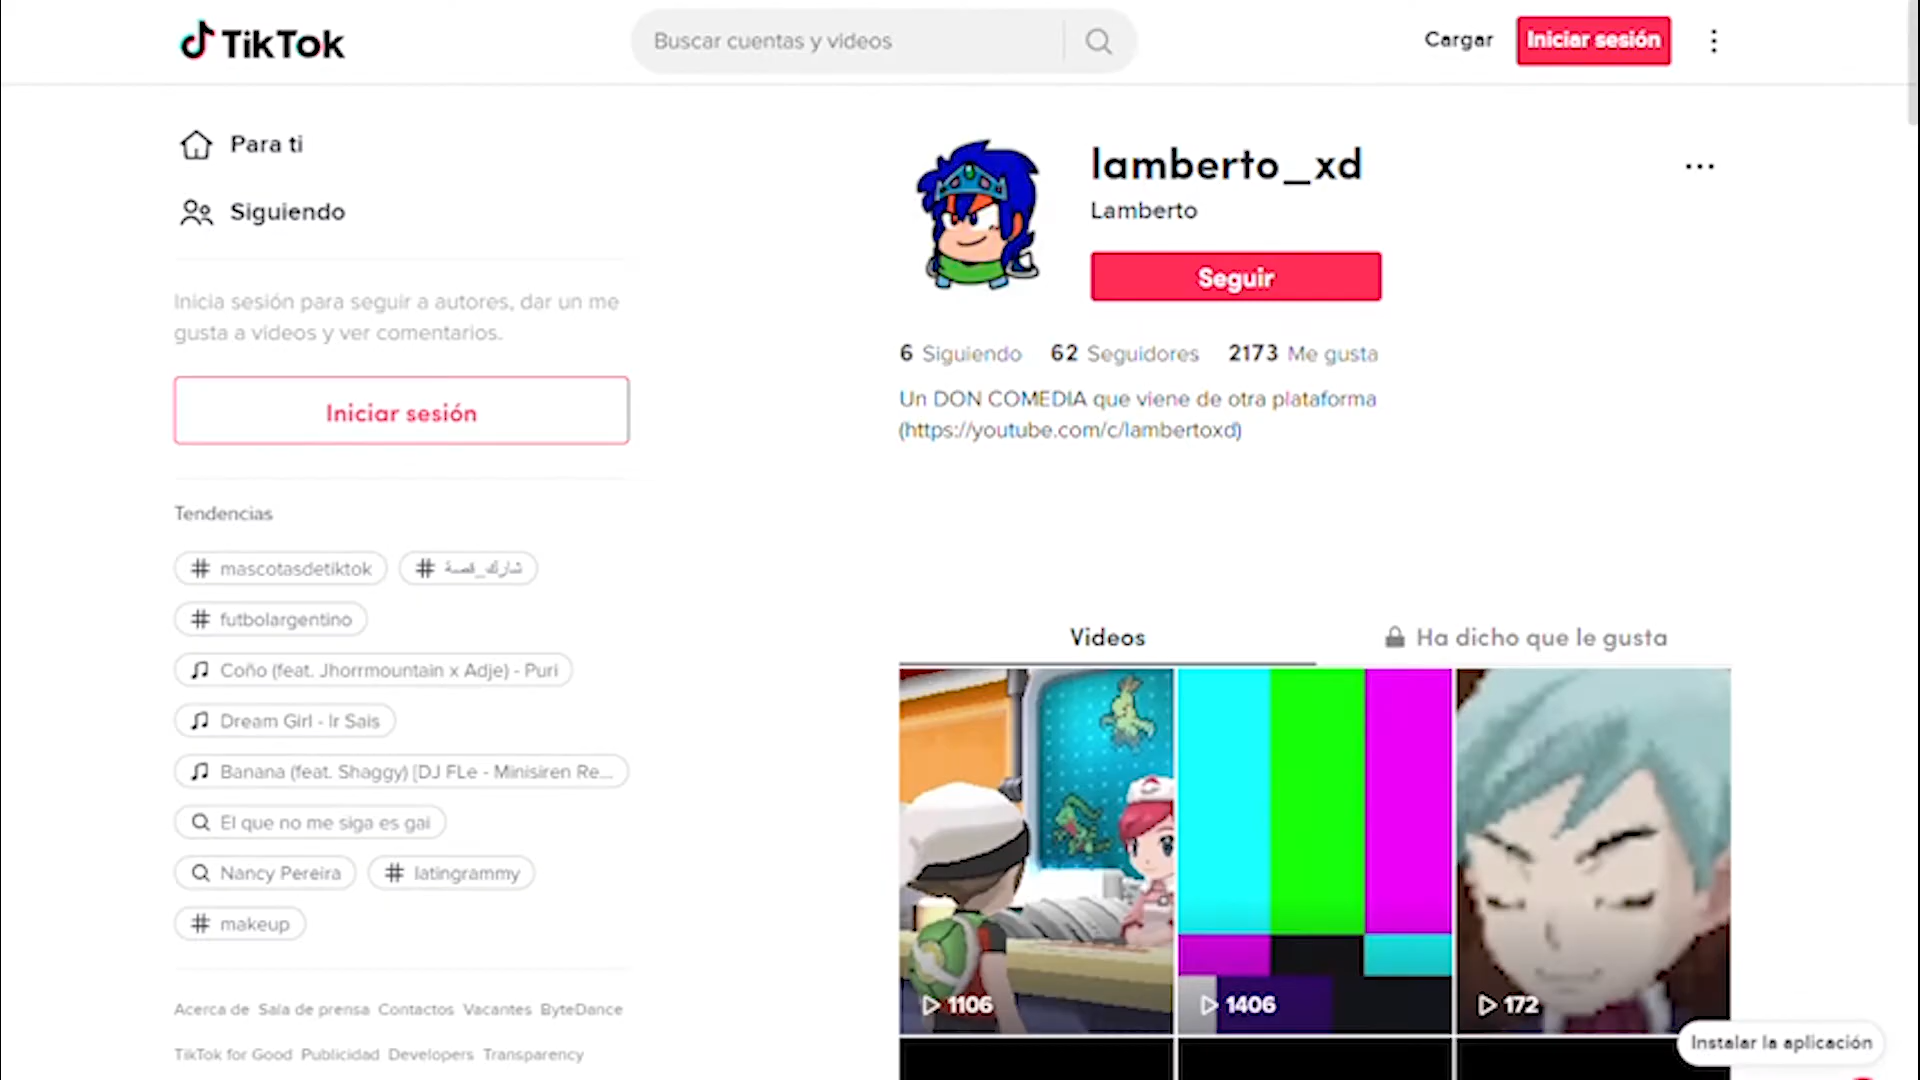 TikTok
Buscar cuentas y videos
Cargar
Iniciar sesión
Para ti
Siguiendo
Inicia sesión para seguir a autores, dar un me
gusta a videos y ver comentarios.
Iniciar sesión
Tendencias
# mascotasdetiktok
# شارك_قصة
# futbolargentino
Coño (feat. Jhorrmountain x Adje) - Puri
Dream Girl - Ir Sais
Banana (feat. Shaggy) [DJ FLe - Minisiren Re...
El que no me siga es gai
Nancy Pereira
# latingrammy
# makeup
Acerca de Sala de prensa Contactos Vacantes ByteDance
TikTok for Good Publicidad Developers Transparency
lamberto_xd
Lamberto
Seguir
6 Siguiendo 62 Seguidores 2173 Me gusta
Un DON COMEDIA que viene de otra plataforma
(https://youtube.com/c/lambertoxd)
Videos
Ha dicho que le gusta
1106
1406
172
Instalar la aplicación